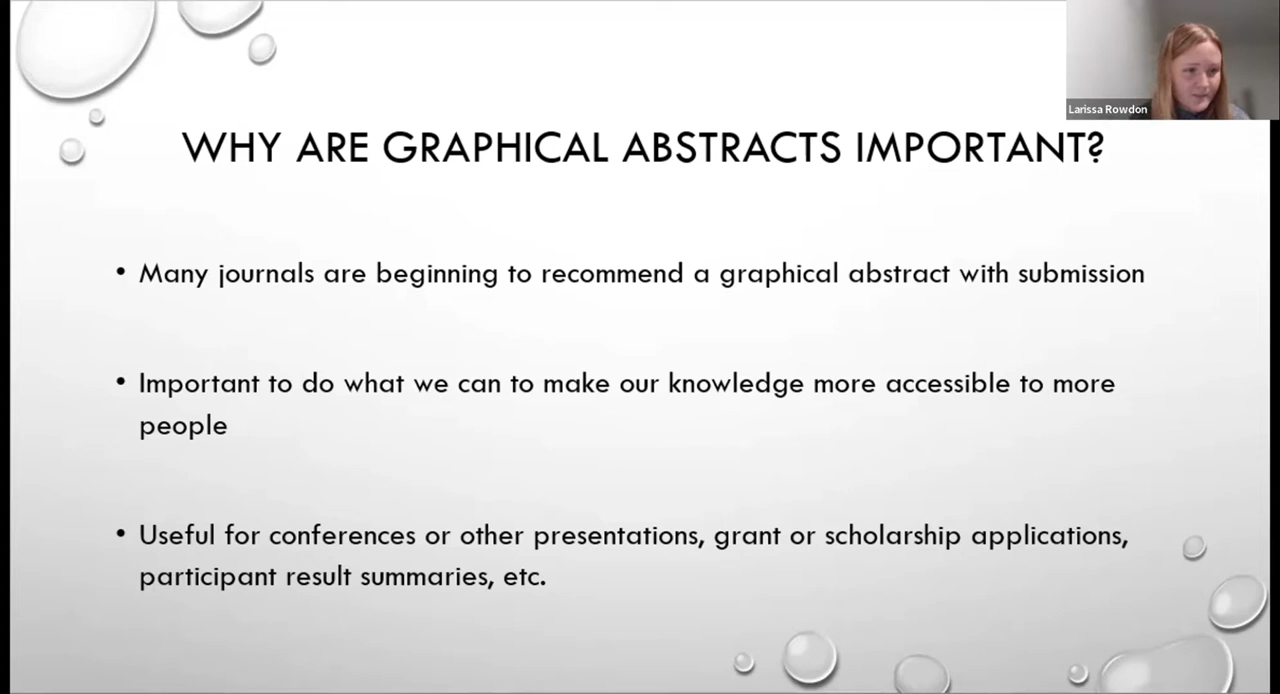 Larissa Rowdon
WHY ARE GRAPHICAL ABSTRACTS IMPORTANT?
• Many journals are beginning to recommend a graphical abstract with submission
• Important to do what we can to make our knowledge more accessible to more
people
• Useful for conferences or other presentations, grant or scholarship applications,
participant result summaries, etc.